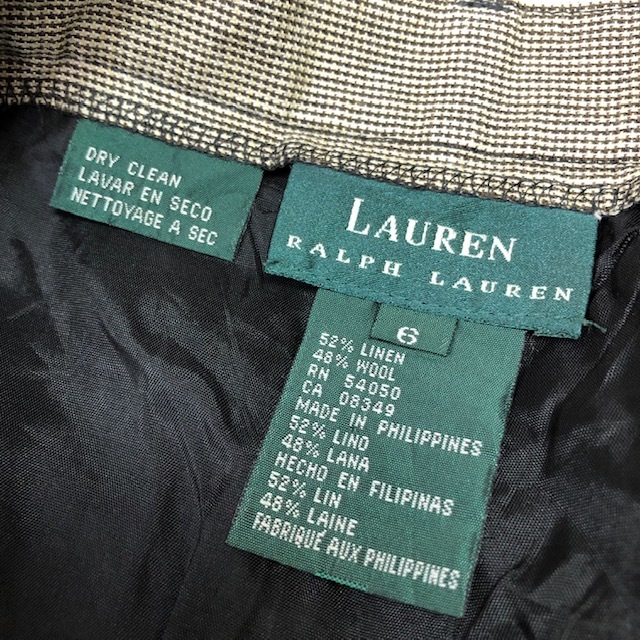 DRY CLEAN
LAVAR EN SECO
NETTOYAGE A SEC
LAUREN
RALPH LAUREN
6
52% LINEN
48% WOOL
RN 54050
CA 08349
MADE IN PHILIPPINES
52% LINO
48% LANA
HECHO EN FILIPINAS
52% LIN
48% LAINE
FABRIQUÉ AUX PHILIPPINES